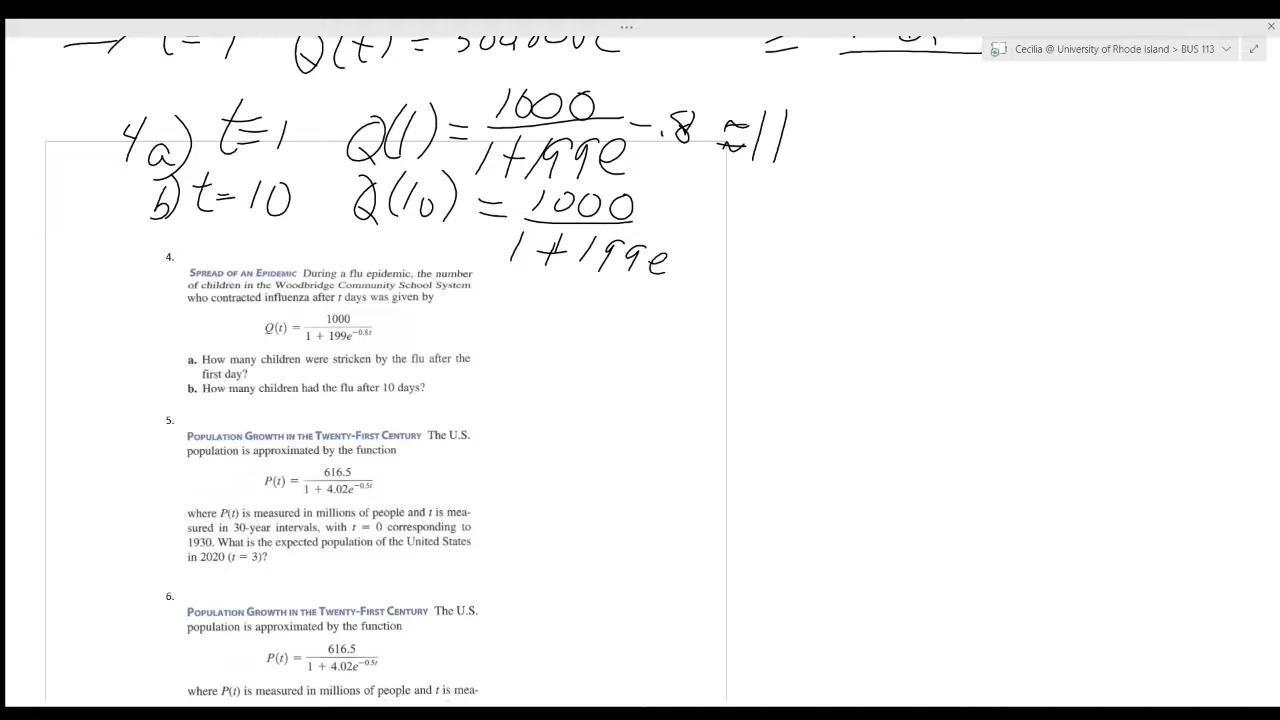 → t=1 Q(t) =
Cecilia @ University of Rhode Island > BUS 113
4a) t=1 Q(1) = 1000 / 1+199e -.8 ≈ 11
b) t=10 Q(10) = 1000 / 1+199e
4.
SPREAD OF AN EPIDEMIC During a flu epidemic, the number
of children in the Woodbridge Community School System
who contracted influenza after t days was given by
Q(t) = 1000 / 1 + 199e^-0.8t
a. How many children were stricken by the flu after the
first day?
b. How many children had the flu after 10 days?
5.
POPULATION GROWTH IN THE TWENTY-FIRST CENTURY The U.S.
population is approximated by the function
P(t) = 616.5 / 1 + 4.02e^-0.5t
where P(t) is measured in millions of people and t is mea-
sured in 30-year intervals, with t = 0 corresponding to
1930. What is the expected population of the United States
in 2020 (t = 3)?
6.
POPULATION GROWTH IN THE TWENTY-FIRST CENTURY The U.S.
population is approximated by the function
P(t) = 616.5 / 1 + 4.02e^-0.5t
where P(t) is measured in millions of people and t is mea-